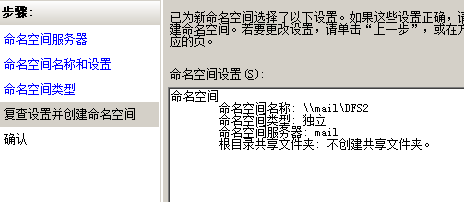 步骤:
命名空间服务器
命名空间名称和设置
命名空间类型
复查设置并创建命名空间
确认
已为新命名空间选择了以下设置。如果这些设置正确，请
建命名空间。若要更改设置，请单击“上一步”，或在方
应的页。
命名空间设置(S):
命名空间
命名空间名称: \\mail\DFS2
命名空间类型: 独立
命名空间服务器: mail
根目录共享文件夹: 不创建共享文件夹。